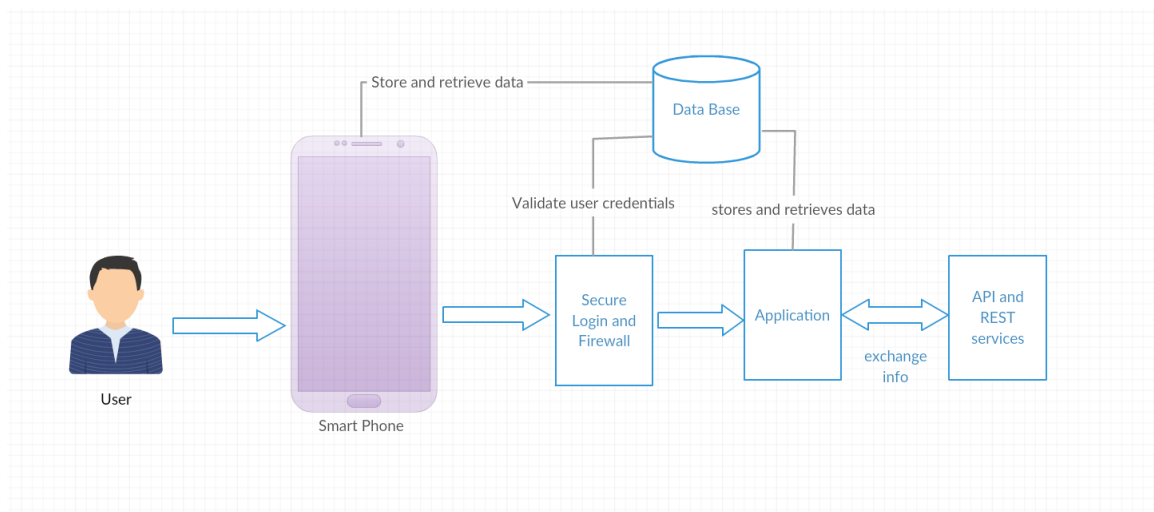 Store and retrieve data
Data Base
Validate user credentials
stores and retrieves data
Secure
Login and
Firewall
Application
API and
REST
services
exchange
info
User
Smart Phone